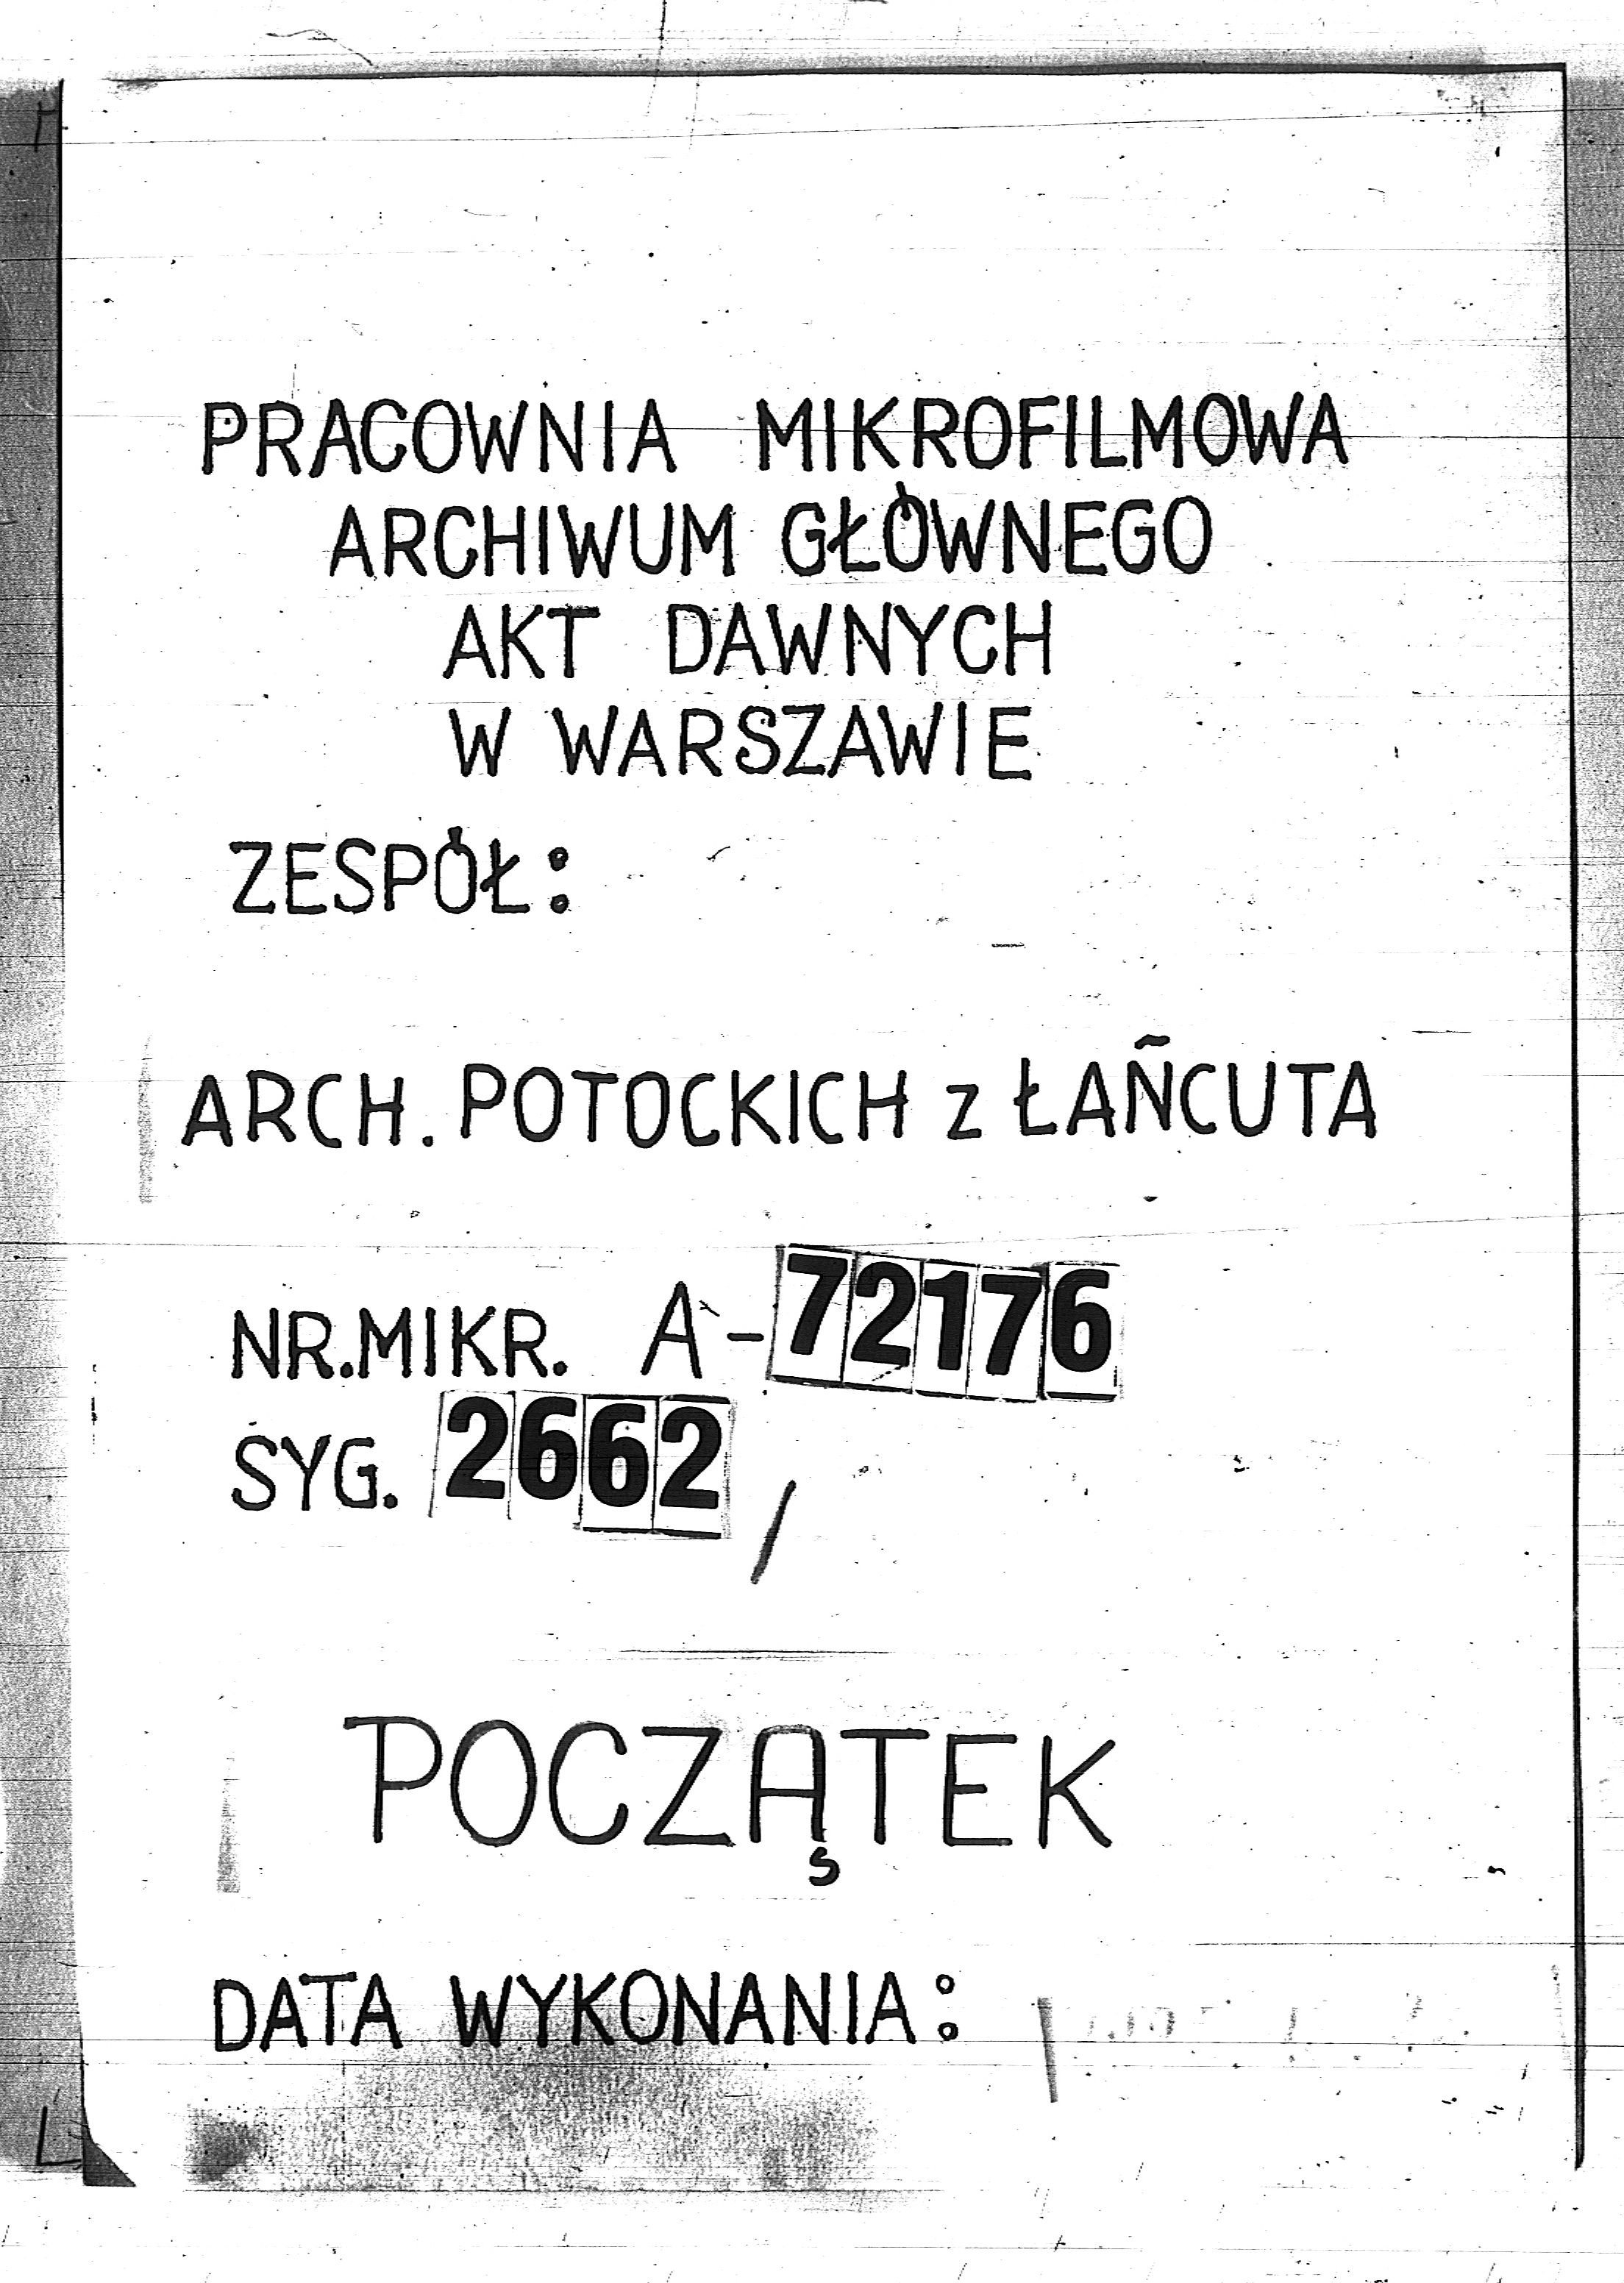 PRACOWNIA MIKROFILMOWA
ARCHIWUM GŁÓWNEGO
AKT DAWNYCH
W WARSZAWIE
ZESPÓŁ:
ARCH. POTOCKICH z ŁAŃCUTA
NR.MIKR. A-72176
SYG. 2662 /
POCZĄTEK
DATA WYKONANIA: